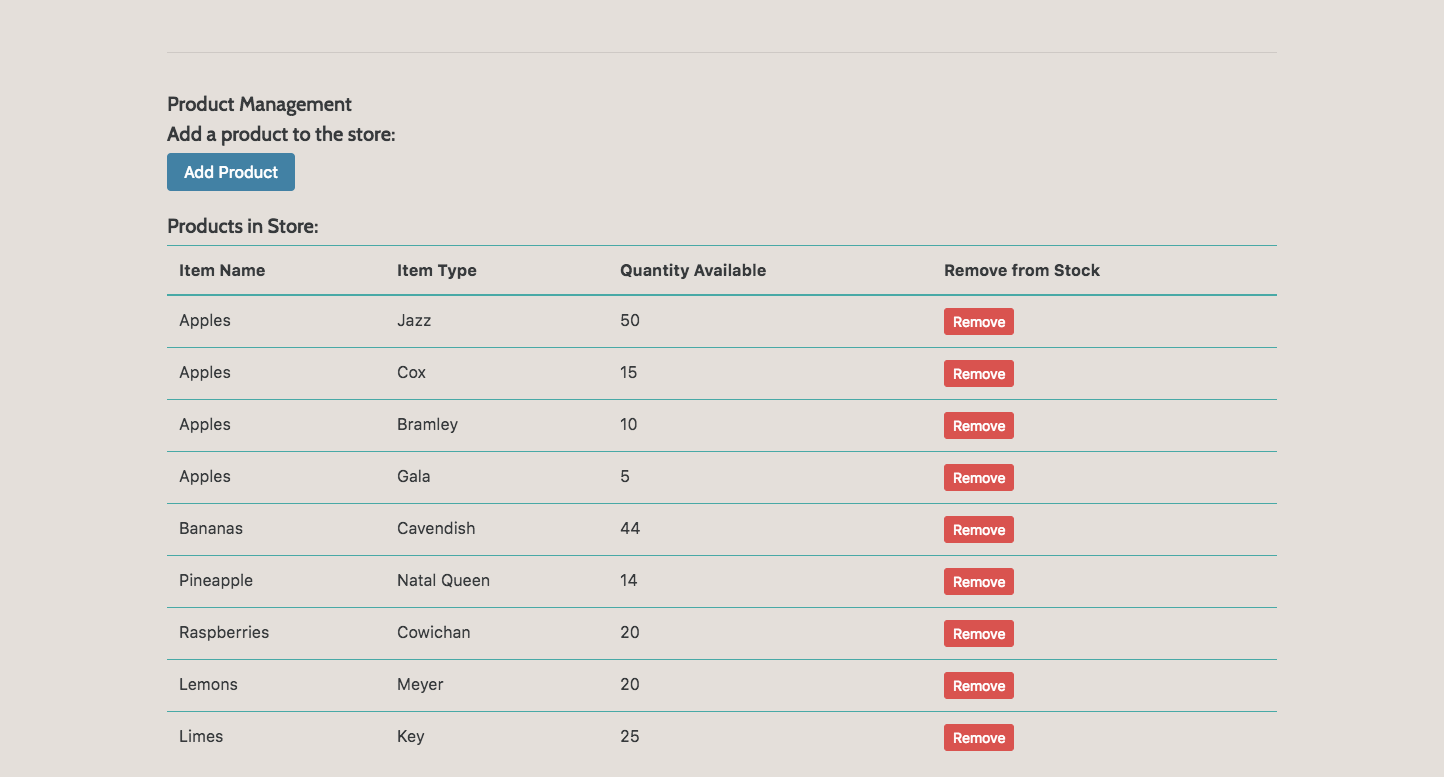 Product Management
Add a product to the store:
Add Product
Products in Store:
Item Name Item Type Quantity Available Remove from Stock
Apples Jazz 50 Remove
Apples Cox 15 Remove
Apples Bramley 10 Remove
Apples Gala 5 Remove
Bananas Cavendish 44 Remove
Pineapple Natal Queen 14 Remove
Raspberries Cowichan 20 Remove
Lemons Meyer 20 Remove
Limes Key 25 Remove